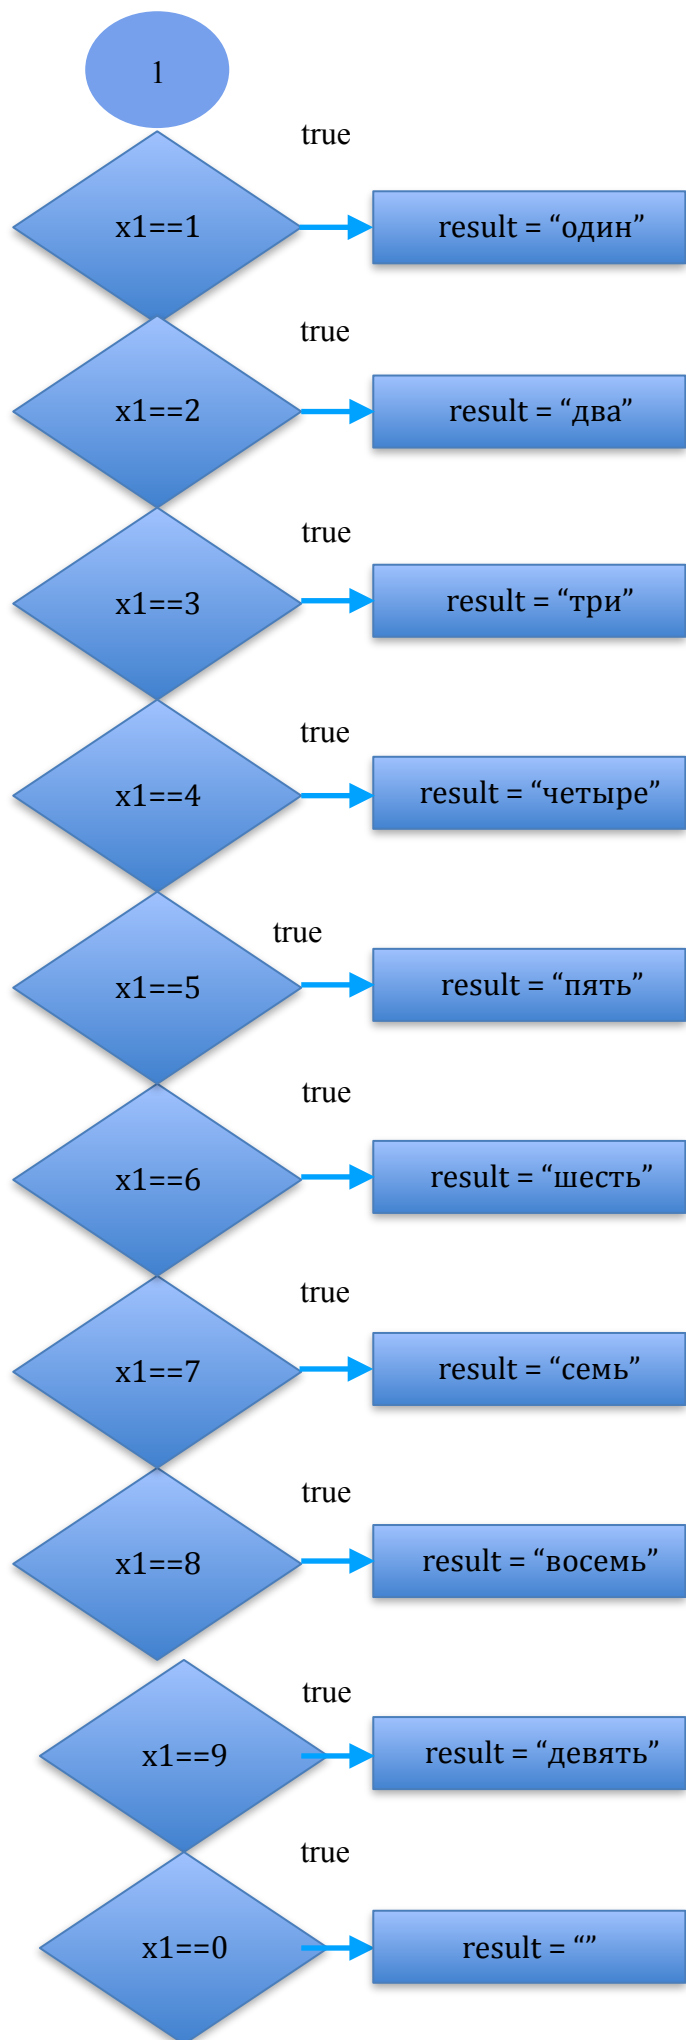 1
true
x1==1
result = “один”
true
x1==2
result = “два”
true
x1==3
result = “три”
true
x1==4
result = “четыре”
true
x1==5
result = “пять”
true
x1==6
result = “шесть”
true
x1==7
result = “семь”
true
x1==8
result = “восемь”
true
x1==9
result = “девять”
true
x1==0
result = “”